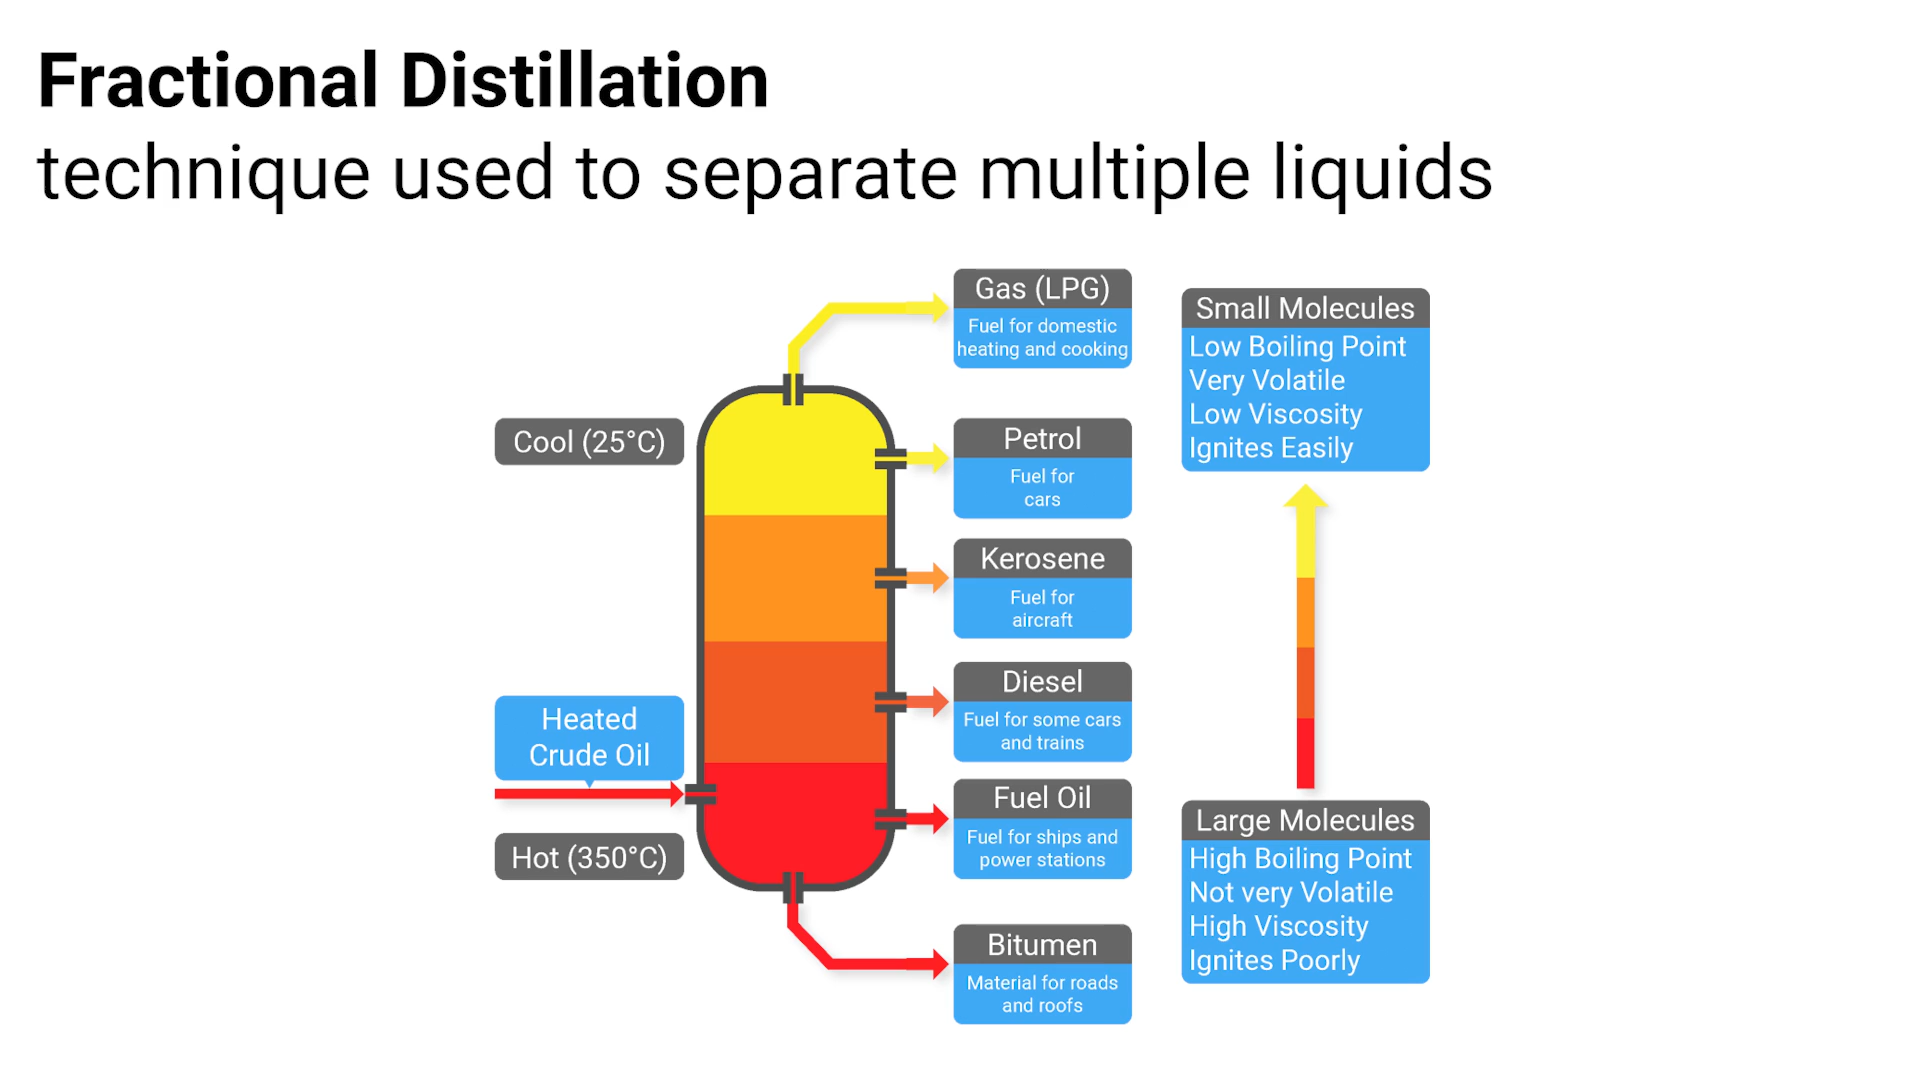 Fractional Distillation
technique used to separate multiple liquids
Gas (LPG)
Fuel for domestic
heating and cooking
Small Molecules
Low Boiling Point
Very Volatile
Low Viscosity
Ignites Easily
Cool (25°C)
Petrol
Fuel for
cars
Kerosene
Fuel for
aircraft
Diesel
Fuel for some cars
and trains
Heated
Crude Oil
Fuel Oil
Fuel for ships and
power stations
Hot (350°C)
Large Molecules
High Boiling Point
Not very Volatile
High Viscosity
Ignites Poorly
Bitumen
Material for roads
and roofs